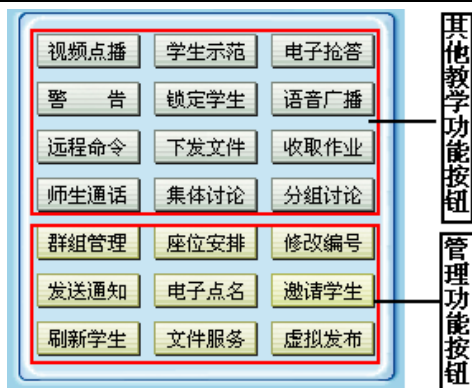 视频点播 学生示范 电子抢答
警 告 锁定学生 语音广播
远程命令 下发文件 收取作业
师生通话 集体讨论 分组讨论
群组管理 座位安排 修改编号
发送通知 电子点名 邀请学生
刷新学生 文件服务 虚拟发布
其他教学功能按钮
管理功能按钮